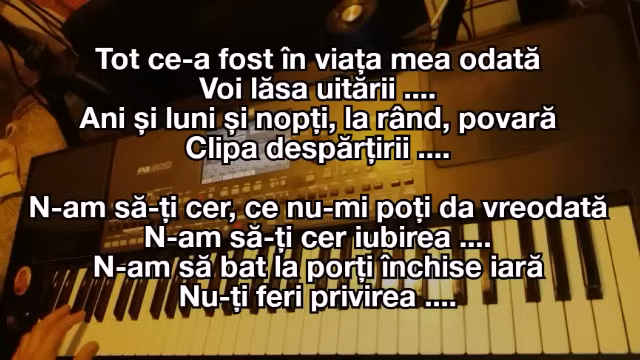 Tot ce-a fost în viața mea odată
Voi lăsa uitării ....
Ani și luni și nopți, la rând, povară
Clipa despărțirii ....
N-am să-ți cer, ce nu-mi poți da vreodată
N-am să-ți cer iubirea ....
N-am să bat la porți închise iară
Nu-ți feri privirea ....